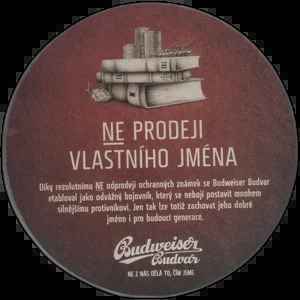 NE PRODEJI
VLASTNÍHO JMÉNA
Díky rezolutnímu NE odprodeji ochranných známek se Budweiser Budvar
etabloval jako odvážný bojovník, který se nebojí postavit mnohem
silnějšímu protivníkovi. Jen tak lze totiž zachovat jeho dobré
jméno i pro budoucí generace.
Budweiser
Budvar
NE Z NÁS DĚLÁ TO, ČÍM JSME